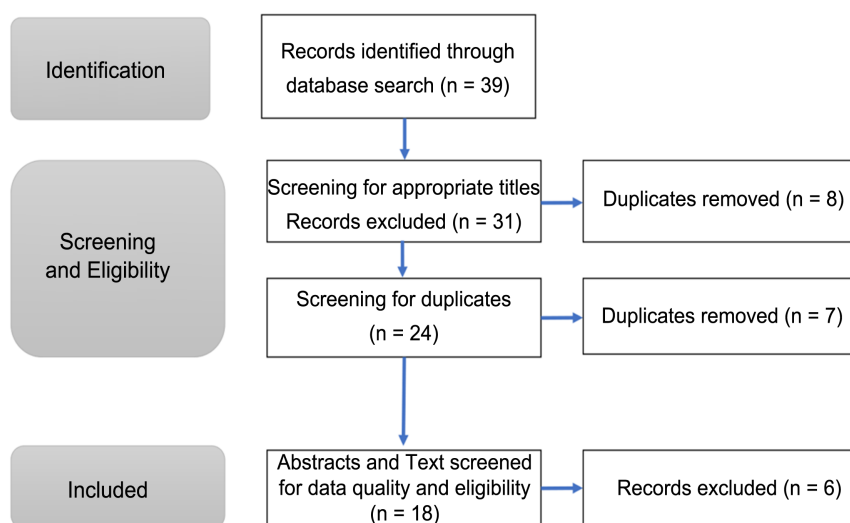 Identification
Records identified through
database search (n = 39)
Screening
and Eligibility
Screening for appropriate titles
Records excluded (n = 31)
Duplicates removed (n = 8)
Screening for duplicates
(n = 24)
Duplicates removed (n = 7)
Included
Abstracts and Text screened
for data quality and eligibility
(n = 18)
Records excluded (n = 6)